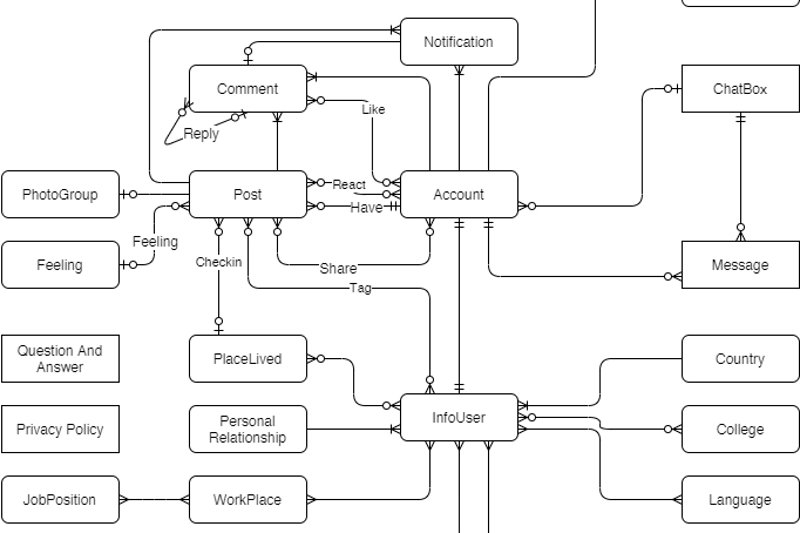 Notification
Comment
ChatBox
Like
Reply
PhotoGroup
Post
React
Account
Have
Feeling
Feeling
Checkin
Share
Message
Tag
Question And
Answer
PlaceLived
Country
Privacy Policy
Personal
Relationship
InfoUser
College
JobPosition
WorkPlace
Language